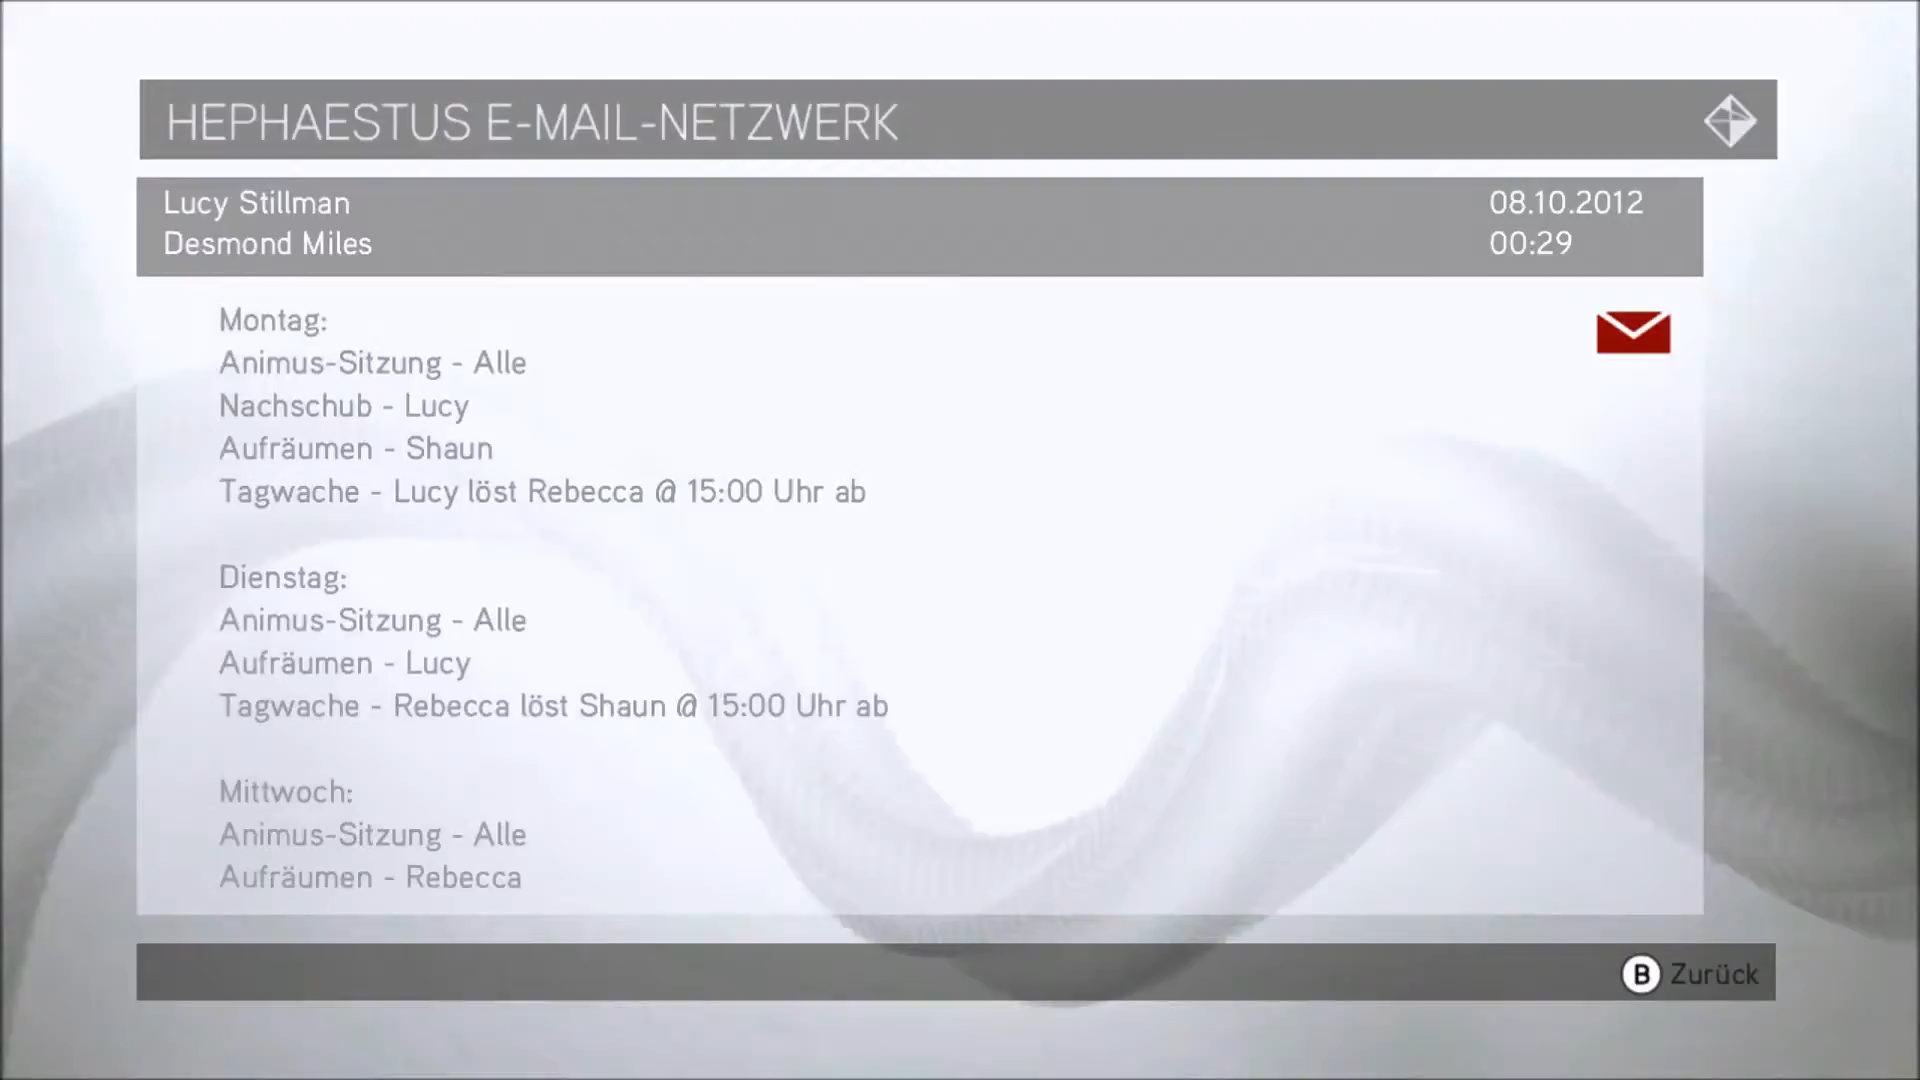 HEPHAESTUS E-MAIL-NETZWERK
Lucy Stillman
08.10.2012
Desmond Miles
00:29
Montag:
Animus-Sitzung - Alle
Nachschub - Lucy
Aufräumen - Shaun
Tagwache - Lucy löst Rebecca @ 15:00 Uhr ab
Dienstag:
Animus-Sitzung - Alle
Aufräumen - Lucy
Tagwache - Rebecca löst Shaun @ 15:00 Uhr ab
Mittwoch:
Animus-Sitzung - Alle
Aufräumen - Rebecca
B Zurück